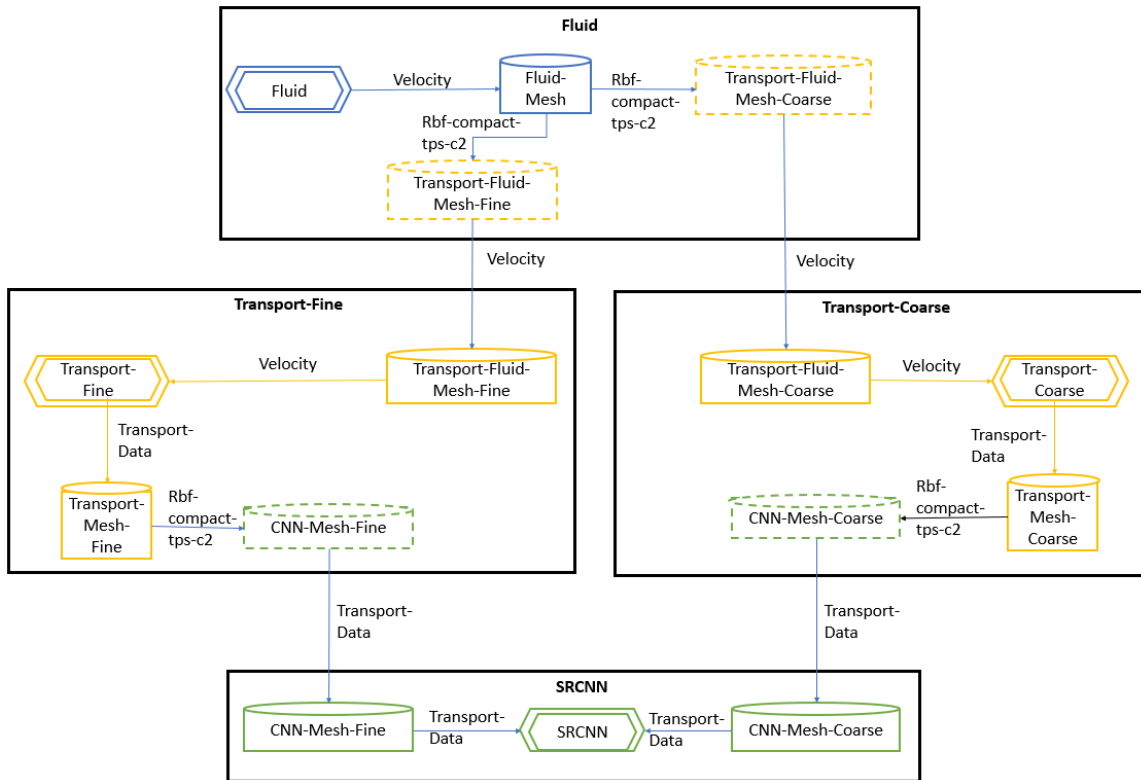 Fluid
Fluid
Velocity
Fluid-
Mesh
Rbf-
compact-
tps-c2
Transport-Fluid-
Mesh-Coarse
Rbf-compact-
tps-c2
Transport-Fluid-
Mesh-Fine
Velocity
Velocity
Transport-Fine
Transport-
Fine
Velocity
Transport-Fluid-
Mesh-Fine
Transport-
Data
Transport-
Mesh-
Fine
Rbf-
compact-
tps-c2
CNN-Mesh-Fine
Transport-Coarse
Transport-Fluid-
Mesh-Coarse
Velocity
Transport-
Coarse
Transport-
Data
CNN-Mesh-Coarse
Rbf-
compact-
tps-c2
Transport-
Mesh-
Coarse
Transport-
Data
Transport-
Data
SRCNN
CNN-Mesh-Fine
Transport-
Data
SRCNN
Transport-
Data
CNN-Mesh-Coarse